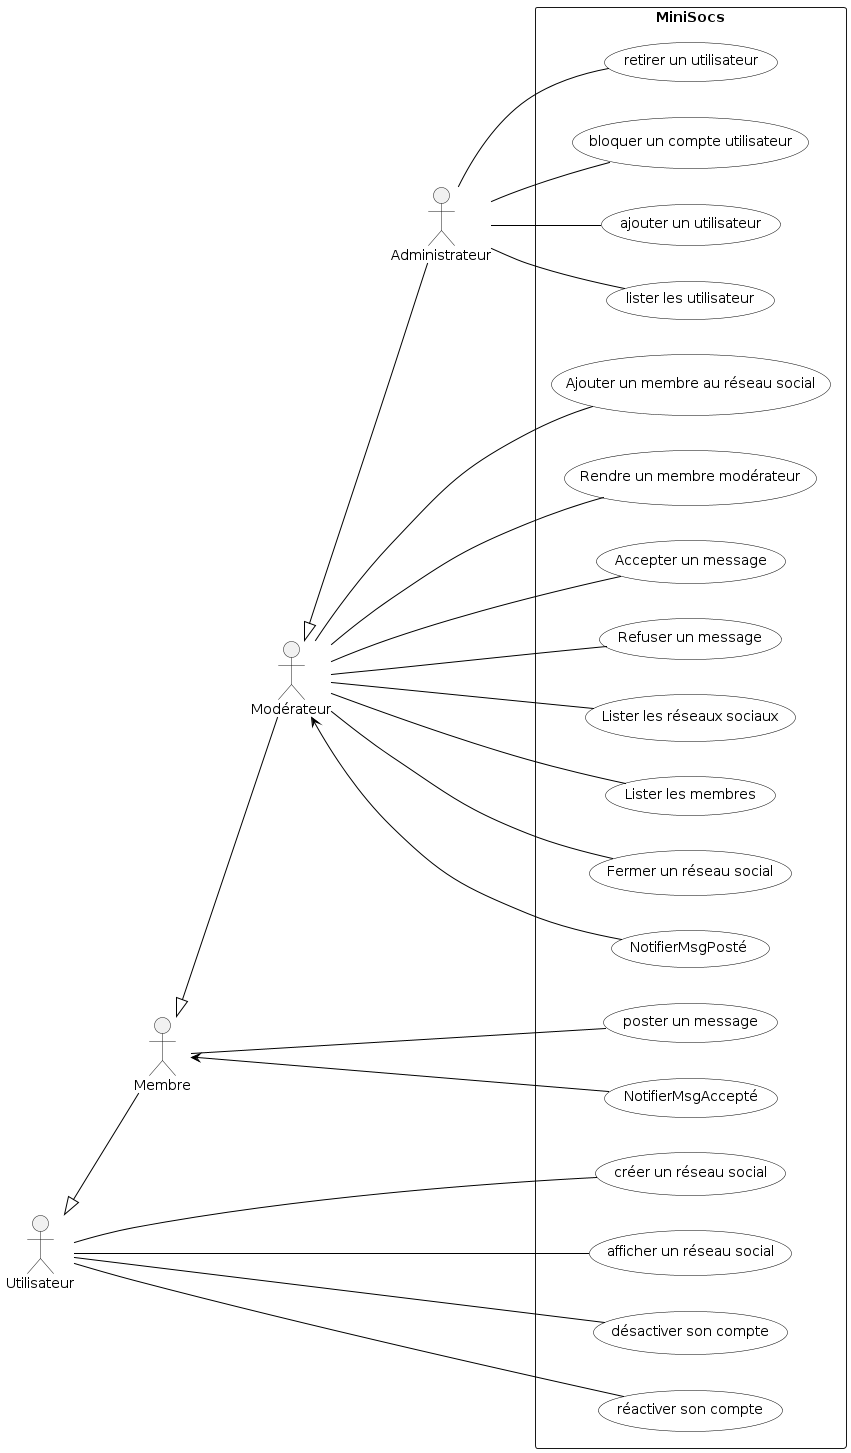 MiniSocs
retirer un utilisateur
bloquer un compte utilisateur
ajouter un utilisateur
Administrateur
lister les utilisateur
Ajouter un membre au réseau social
Rendre un membre modérateur
Accepter un message
Refuser un message
Modérateur
Lister les réseaux sociaux
Lister les membres
Fermer un réseau social
NotifierMsgPosté
poster un message
Membre
NotifierMsgAccepté
créer un réseau social
afficher un réseau social
Utilisateur
désactiver son compte
réactiver son compte